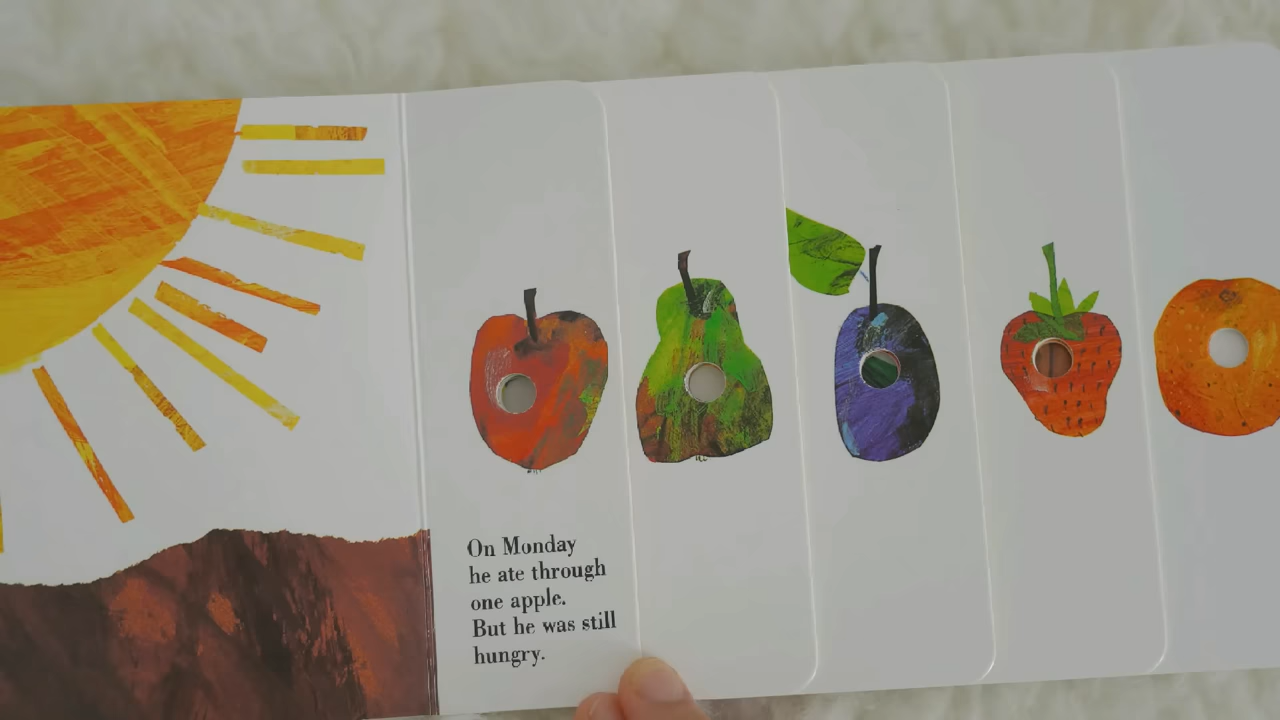 On Monday
he ate through
one apple.
But he was still
hungry.